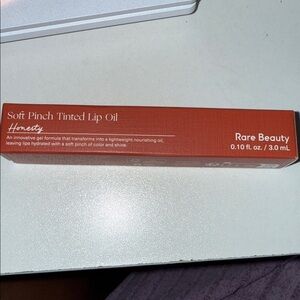 Soft Pinch Tinted Lip Oil
Honesty
An innovative gel formula that transforms into a lightweight nourishing oil,
leaving lips hydrated with a soft pinch of color and shine.
Rare Beauty
0.10 fl. oz. / 3.0 mL